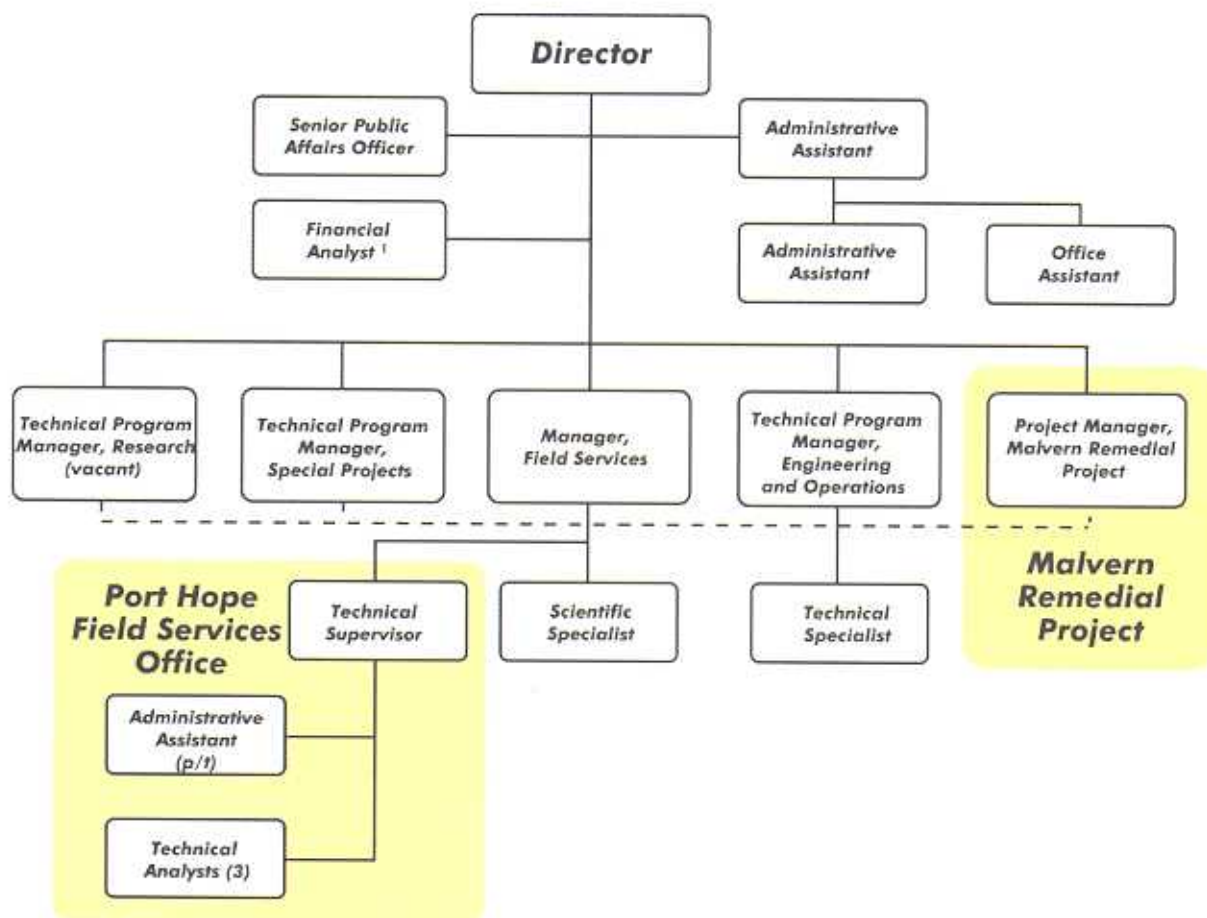 Director
Senior Public
Affairs Officer
Administrative
Assistant
Financial
Analyst ¹
Administrative
Assistant
Office
Assistant
Technical Program
Manager, Research
(vacant)
Technical Program
Manager,
Special Projects
Manager,
Field Services
Technical Program
Manager,
Engineering
and Operations
Project Manager,
Malvern Remedial
Project
Malvern
Remedial
Project
Port Hope
Field Services
Office
Technical
Supervisor
Scientific
Specialist
Technical
Specialist
Administrative
Assistant
(p/t)
Technical
Analysts (3)